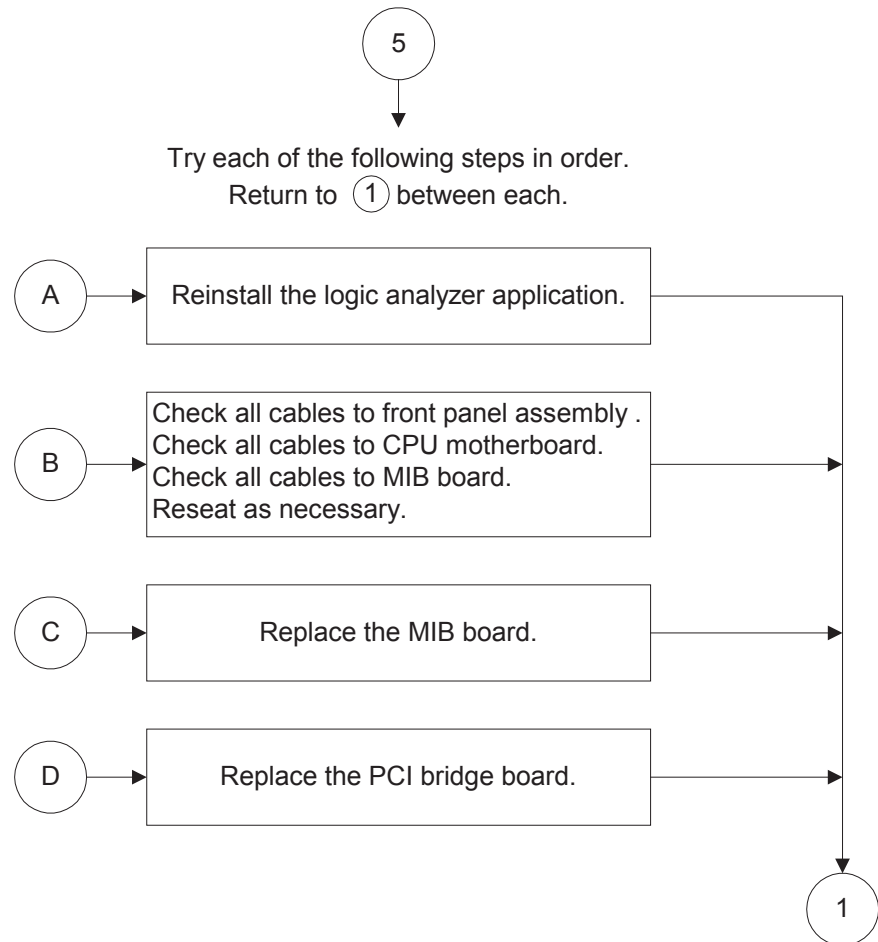 5
Try each of the following steps in order.
Return to 1 between each.
A
Reinstall the logic analyzer application.
B
Check all cables to front panel assembly .
Check all cables to CPU motherboard.
Check all cables to MIB board.
Reseat as necessary.
C
Replace the MIB board.
D
Replace the PCI bridge board.
1